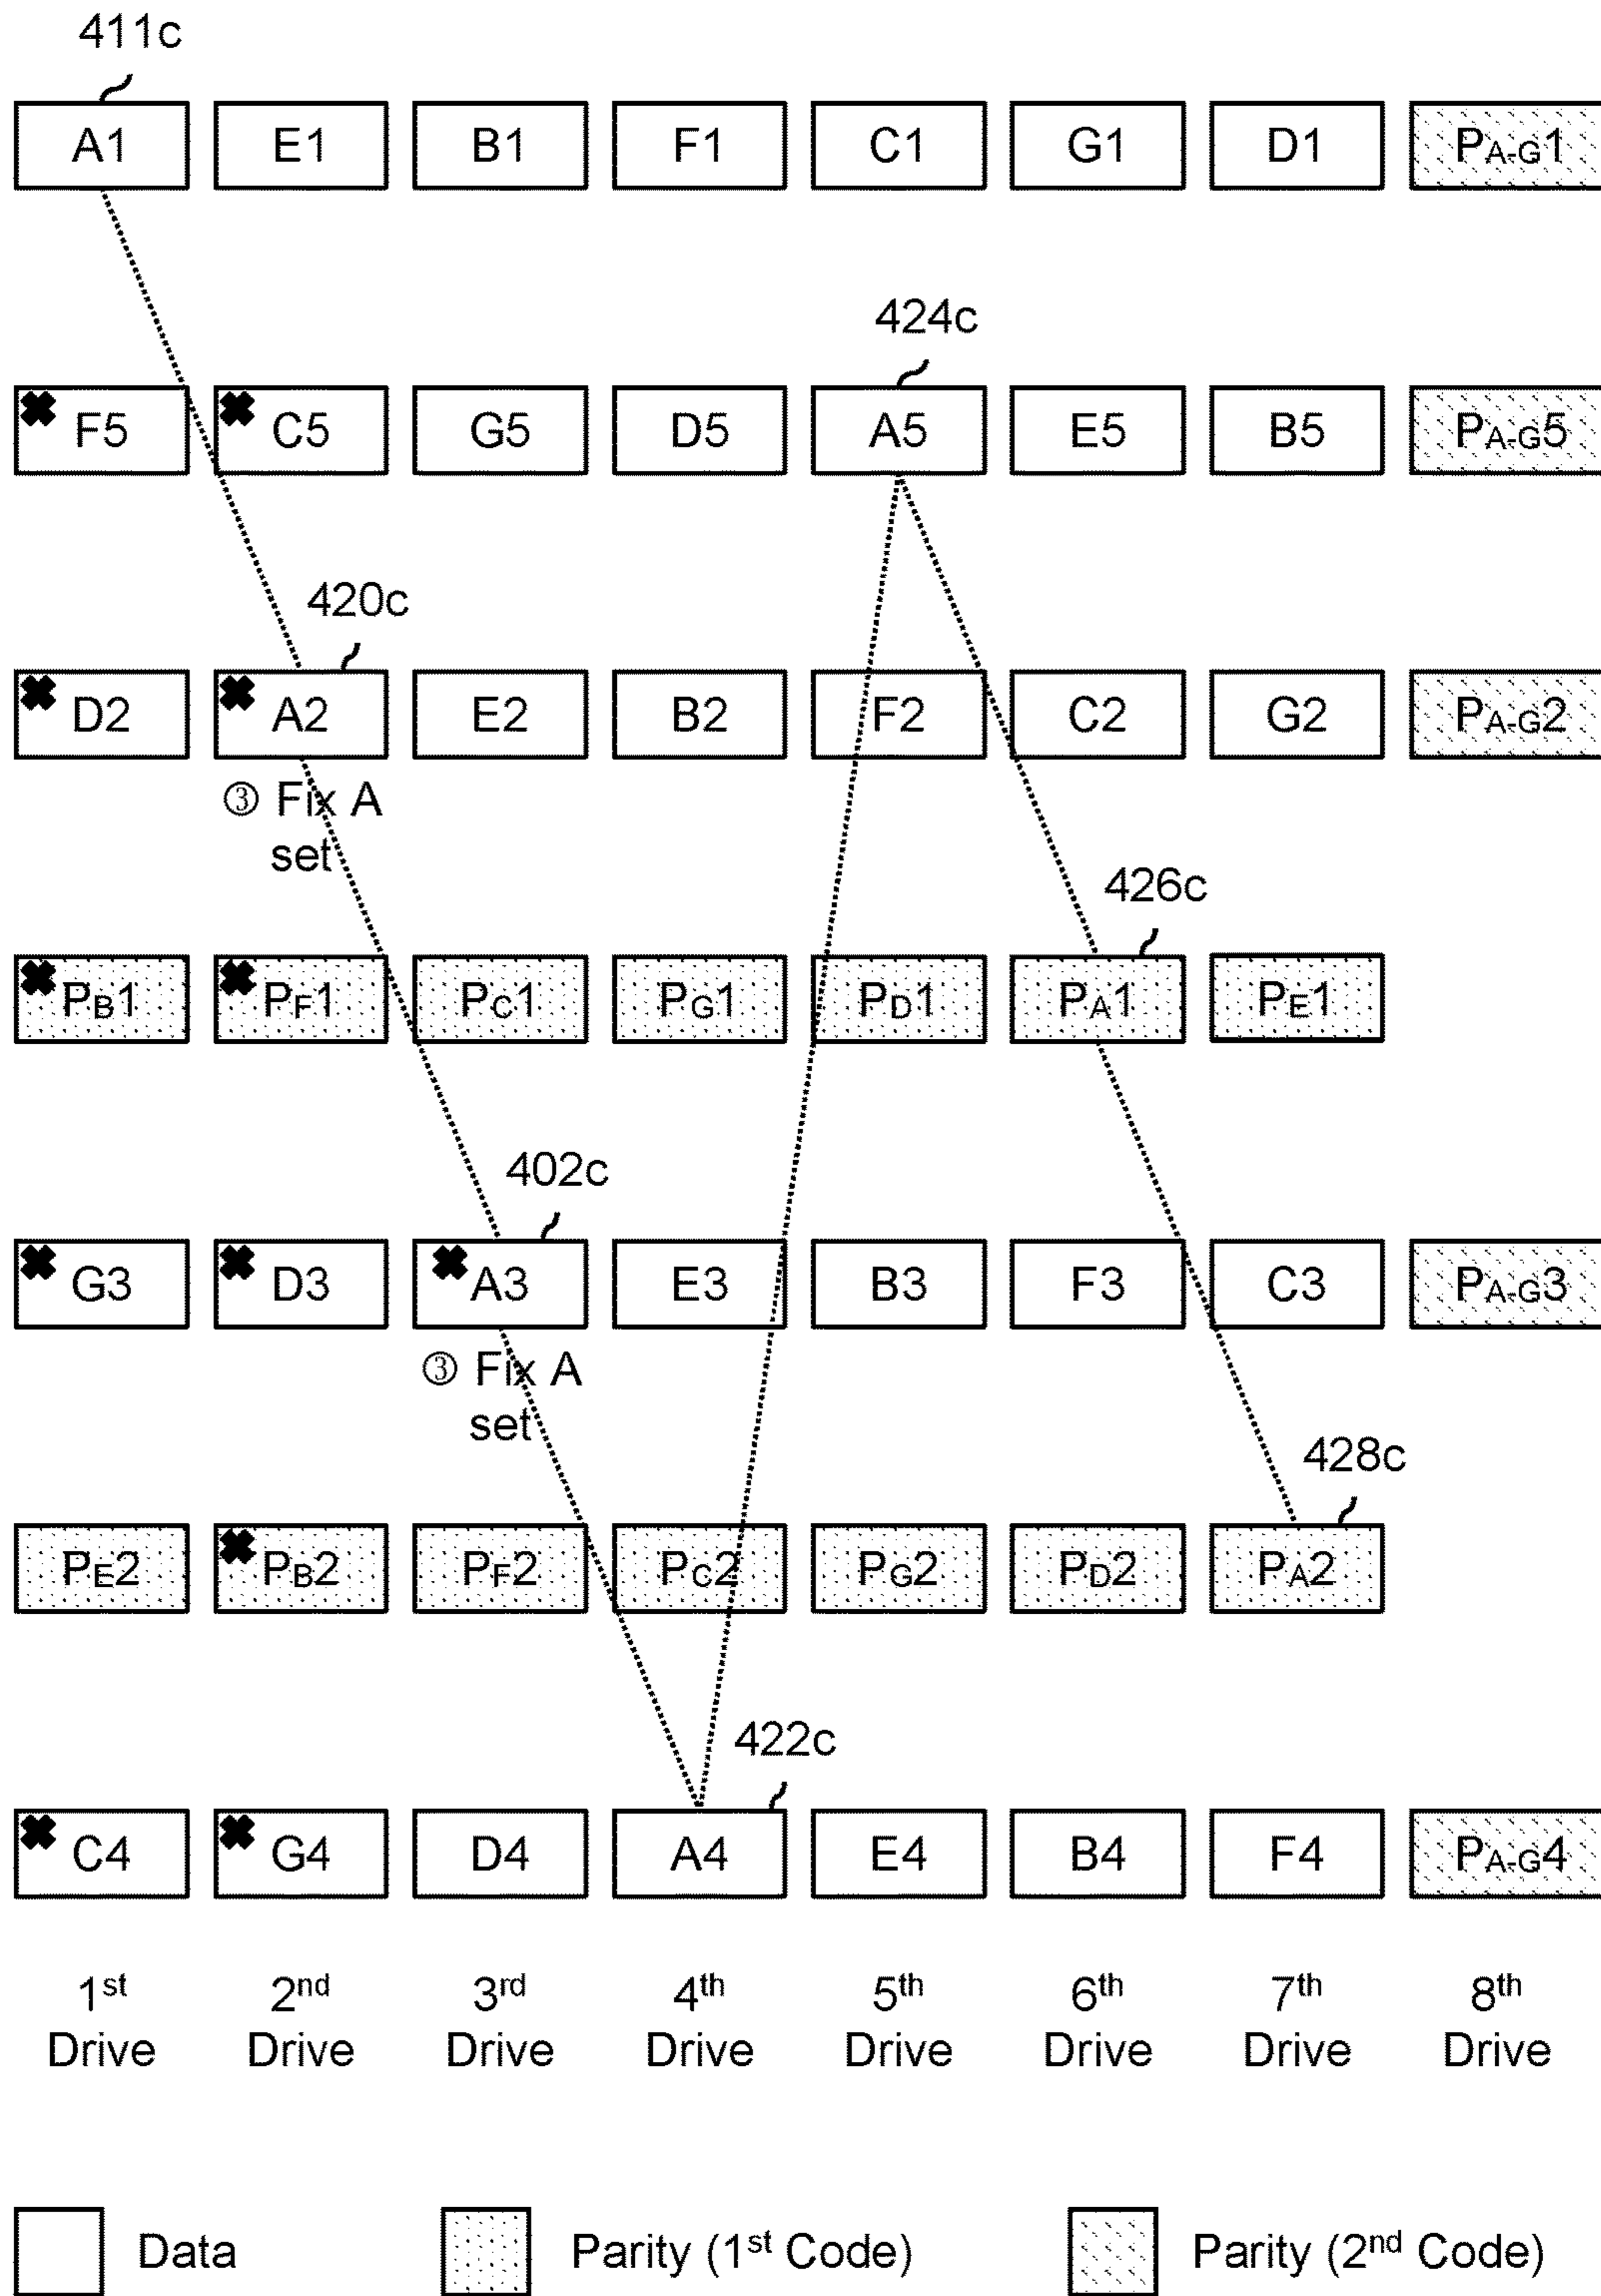 411c
A1 E1 B1 F1 C1 G1 D1 PA-G1
424c
F5 C5 G5 D5 A5 E5 B5 PA-G5
420c
D2 A2 E2 B2 F2 C2 G2 PA-G2
③ Fix A
set
426c
PB1 PF1 PC1 PG1 PD1 PA1 PE1
402c
G3 D3 A3 E3 B3 F3 C3 PA-G3
③ Fix A
set
428c
PE2 PB2 PF2 PC2 PG2 PD2 PA2
422c
C4 G4 D4 A4 E4 B4 F4 PA-G4
1st 2nd 3rd 4th 5th 6th 7th 8th
Drive Drive Drive Drive Drive Drive Drive Drive
Data Parity (1st Code) Parity (2nd Code)